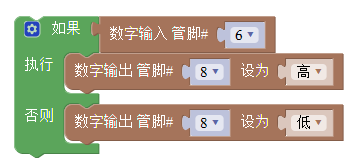 如果 数字输入 管脚# 6
执行 数字输出 管脚# 8 设为 高
否则 数字输出 管脚# 8 设为 低